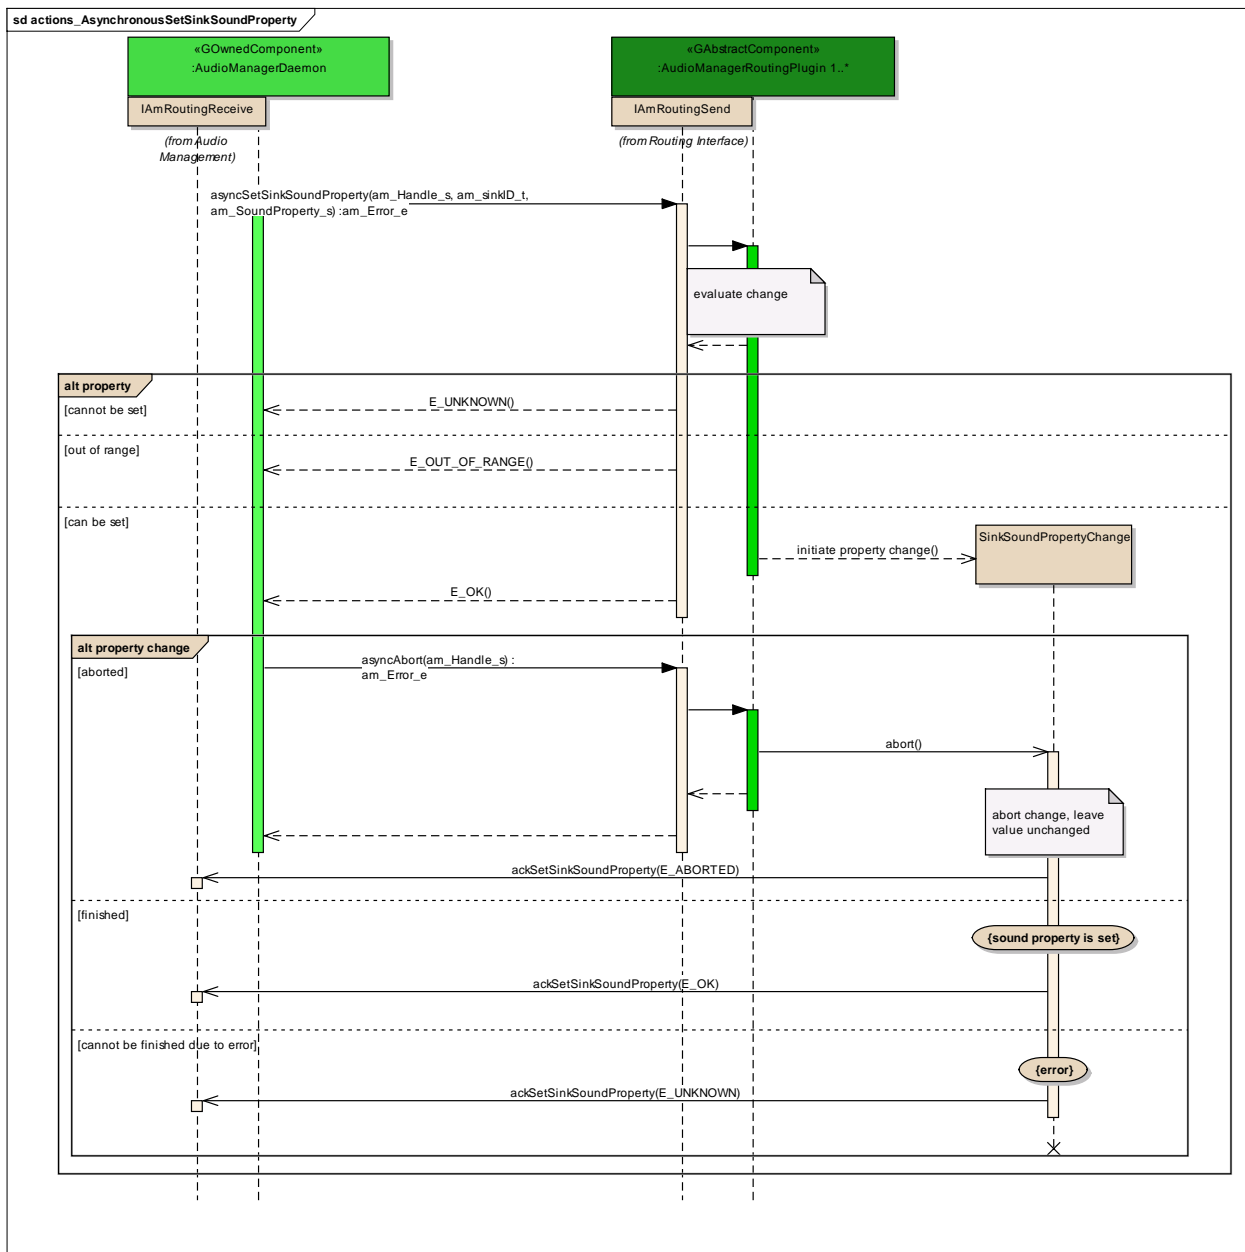 sd actions_AsynchronousSetSinkSoundProperty
«GOwnedComponent»
:AudioManagerDaemon
«GAbstractComponent»
:AudioManagerRoutingPlugin 1..*
IAmRoutingReceive
IAmRoutingSend
(from Audio
Management)
(from Routing Interface)
asyncSetSinkSoundProperty(am_Handle_s, am_sinkID_t,
am_SoundProperty_s) :am_Error_e
evaluate change
alt property
[cannot be set]
E_UNKNOWN()
[out of range]
E_OUT_OF_RANGE()
[can be set]
SinkSoundPropertyChange
initiate property change()
E_OK()
alt property change
[aborted]
asyncAbort(am_Handle_s) :
am_Error_e
abort()
abort change, leave
value unchanged
ackSetSinkSoundProperty(E_ABORTED)
[finished]
{sound property is set}
ackSetSinkSoundProperty(E_OK)
[cannot be finished due to error]
{error}
ackSetSinkSoundProperty(E_UNKNOWN)